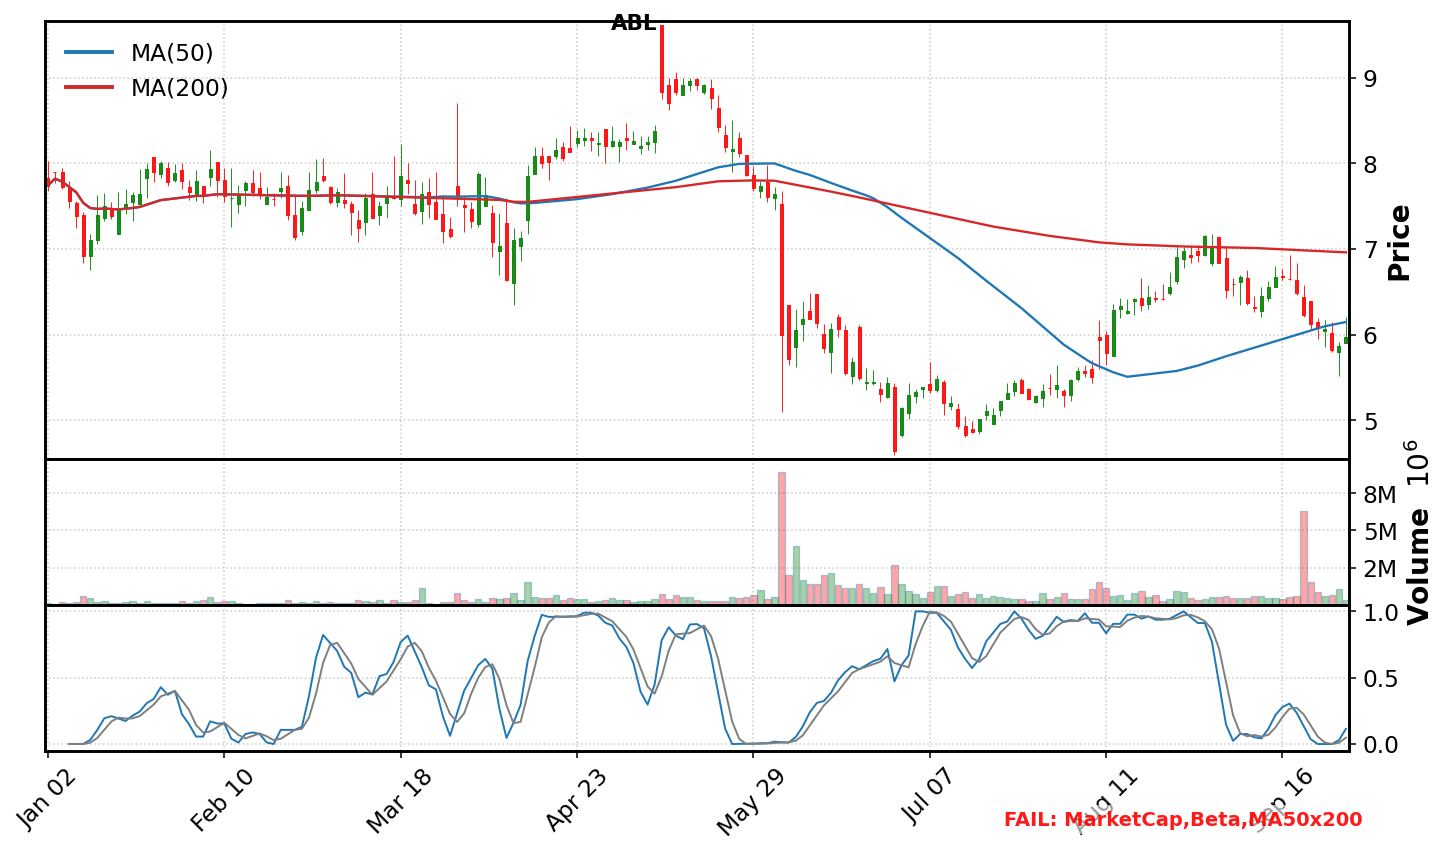 ABL
MA(50)
MA(200)
9
8
7
6
5
Price
8M
5M
2M
Volume 10⁶
1.0
0.5
0.0
Jan 02
Feb 10
Mar 18
Apr 23
May 29
Jul 07
Aug 11
Sep 16
FAIL: MarketCap,Beta,MA50x200